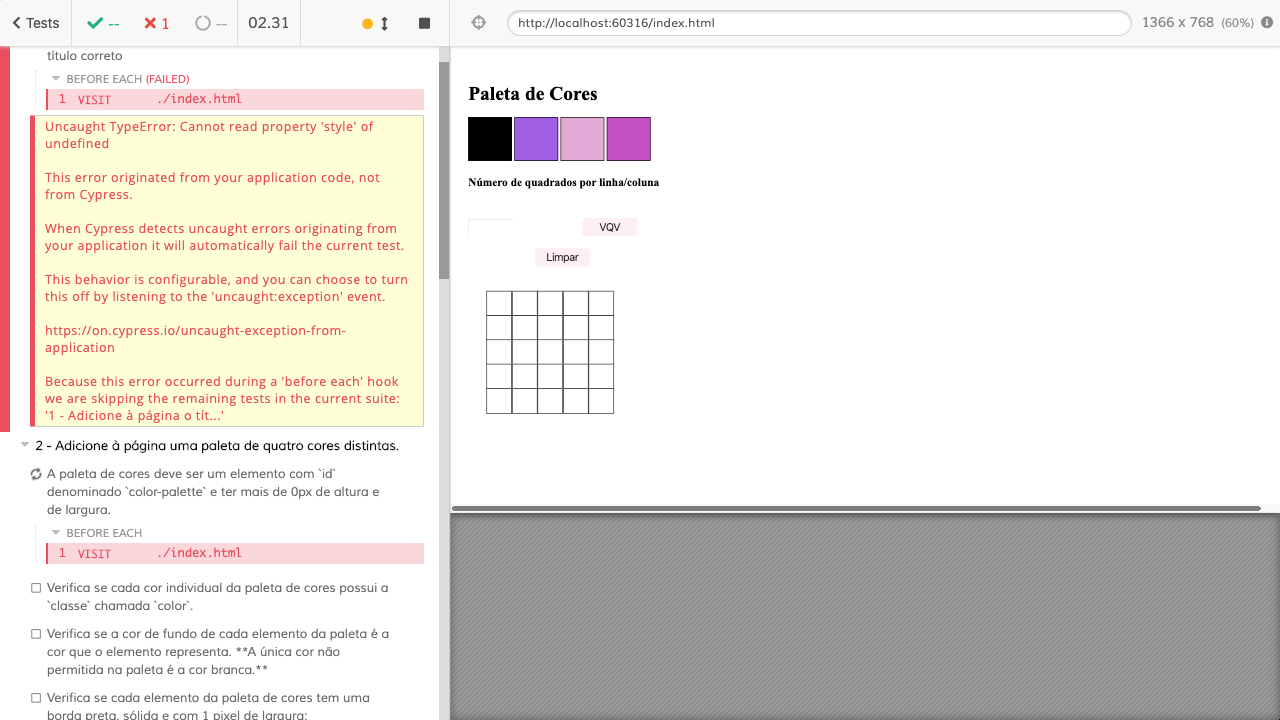 Tests
--
1
--
02.31
http://localhost:60316/index.html
1366 x 768 (60%)
título correto
BEFORE EACH (FAILED)
1 VISIT ./index.html
Uncaught TypeError: Cannot read property 'style' of
undefined
This error originated from your application code, not
from Cypress.
When Cypress detects uncaught errors originating from
your application it will automatically fail the current test.
This behavior is configurable, and you can choose to turn
this off by listening to the 'uncaught:exception' event.
https://on.cypress.io/uncaught-exception-from-
application
Because this error occurred during a 'before each' hook
we are skipping the remaining tests in the current suite:
'1 - Adicione à página o tít...'
2 - Adicione à página uma paleta de quatro cores distintas.
A paleta de cores deve ser um elemento com `id`
denominado `color-palette` e ter mais de 0px de altura e
de largura.
BEFORE EACH
1 VISIT ./index.html
Verifica se cada cor individual da paleta de cores possui a
`classe` chamada `color`.
Verifica se a cor de fundo de cada elemento da paleta é a
cor que o elemento representa. **A única cor não
permitida na paleta é a cor branca.**
Verifica se cada elemento da paleta de cores tem uma
borda preta, sólida e com 1 pixel de largura;
Paleta de Cores
Número de quadrados por linha/coluna
VQV
Limpar